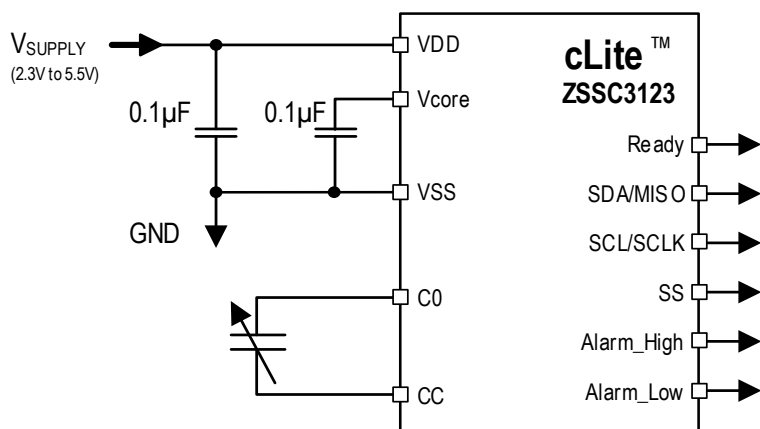 VSUPPLY
(2.3V to 5.5V)
0.1µF
0.1µF
GND
VDD
Vcore
VSS
C0
CC
cLite™
ZSSC3123
Ready
SDA/MISO
SCL/SCLK
SS
Alarm_High
Alarm_Low